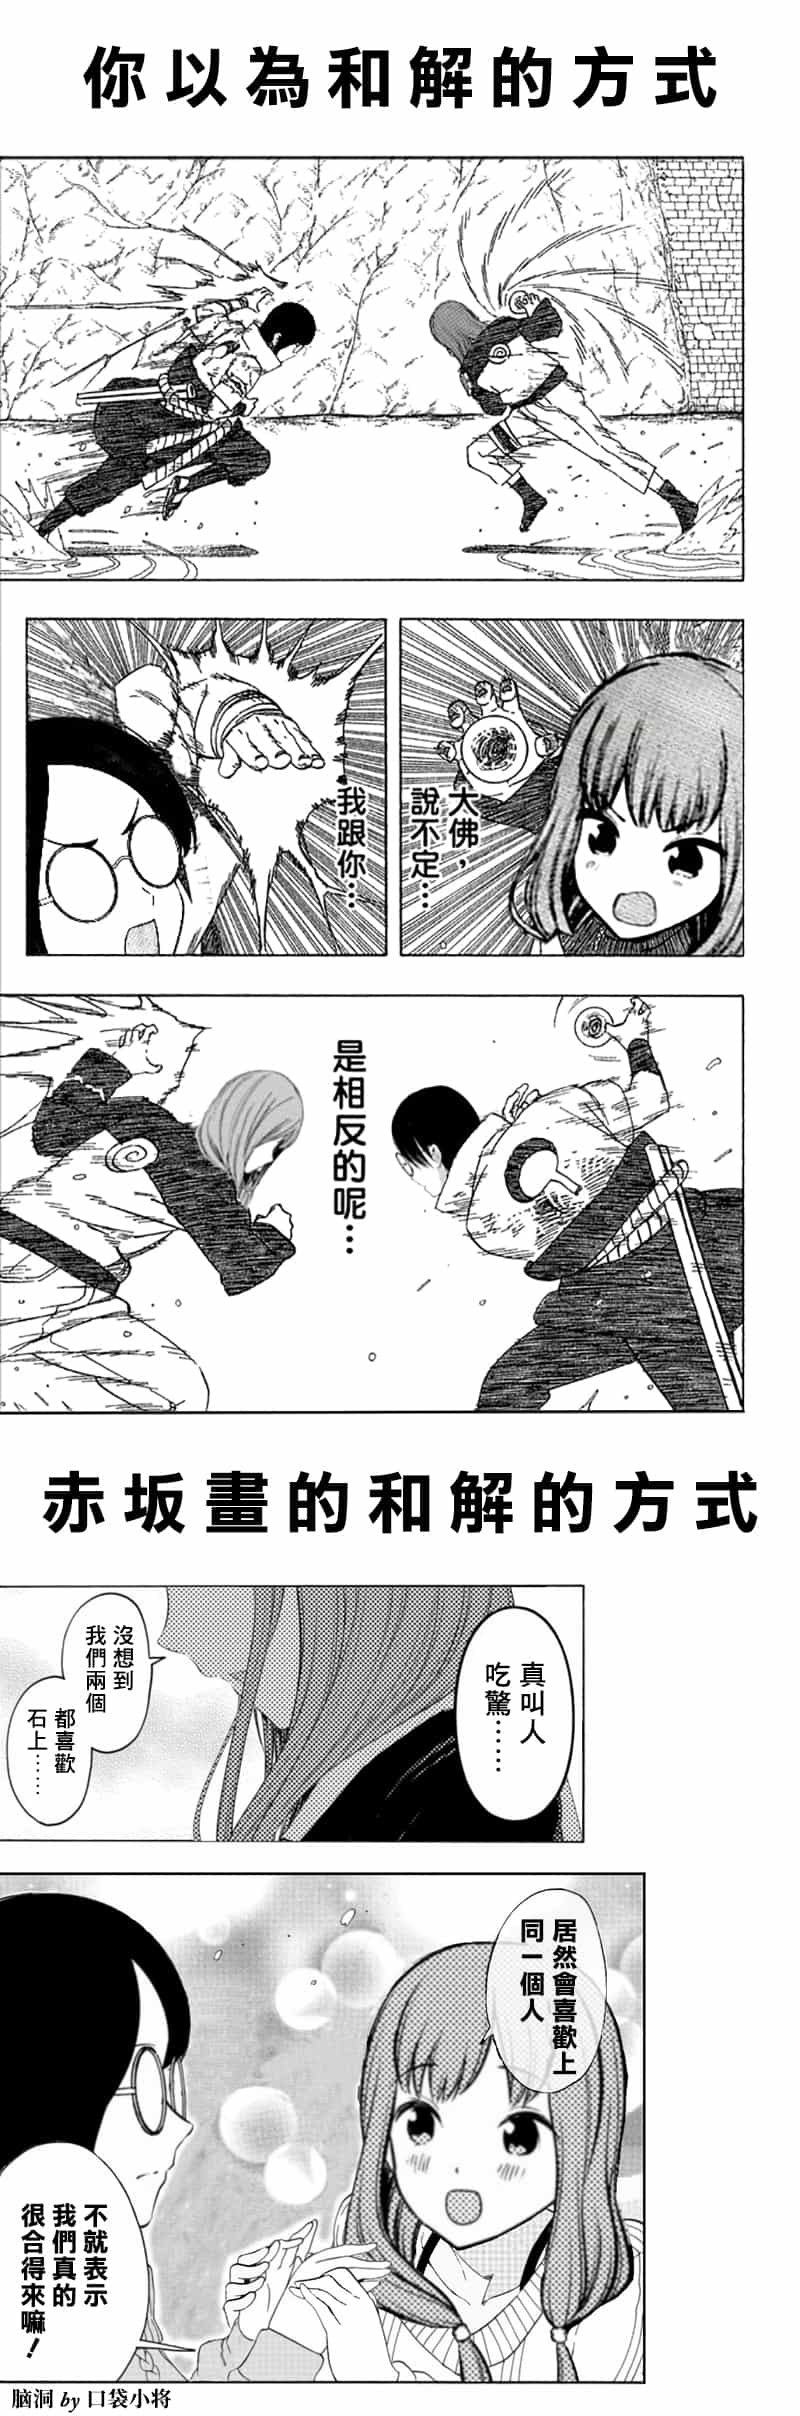 你以為和解的方式
大佛，
說不定…
我跟你…
是相反的呢…
赤坂畫的和解的方式
真叫人
吃驚……
沒想到
我們兩個
都喜歡
石上……
居然會喜歡上
同一個人
不就表示
我們真的
很合得來嘛！
脑洞 by 口袋小将